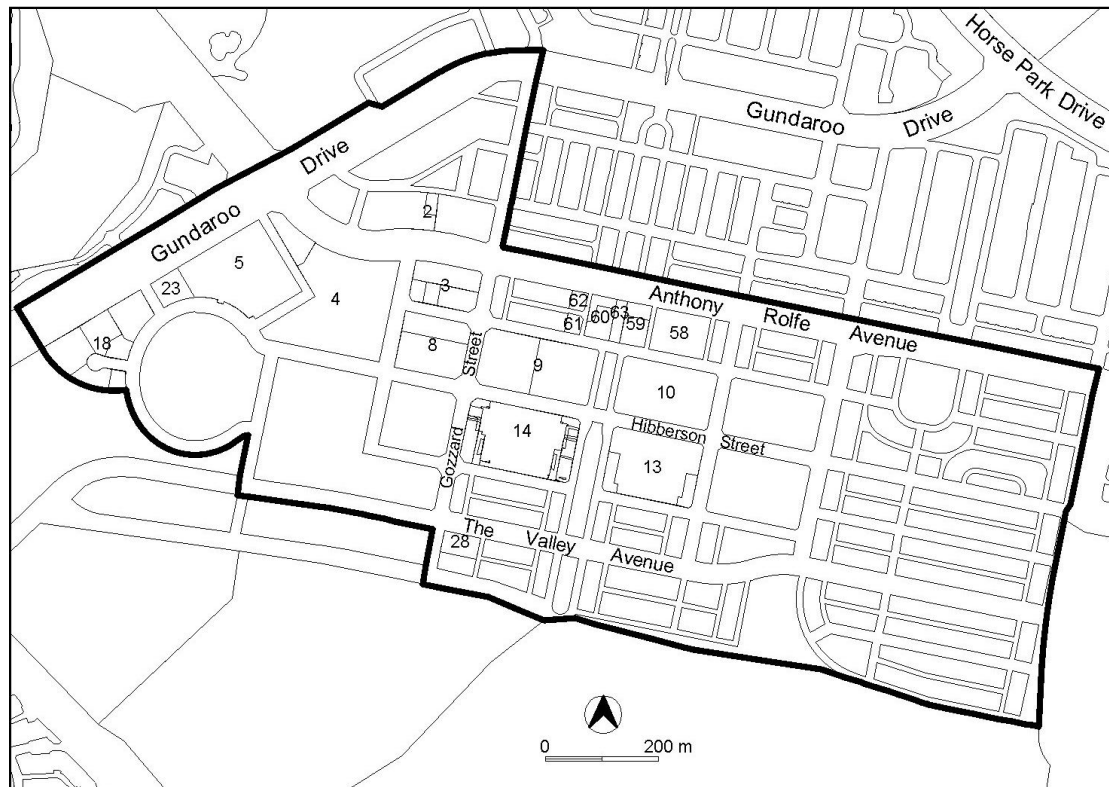 Horse Park Drive
Gundaroo Drive
Gundaroo Drive
2
5
23
4
3
62
61
60
63
59
58
Anthony Rolfe Avenue
18
8
Gozzard Street
9
10
14
Hibberson Street
13
28
The Valley Avenue
0 200 m